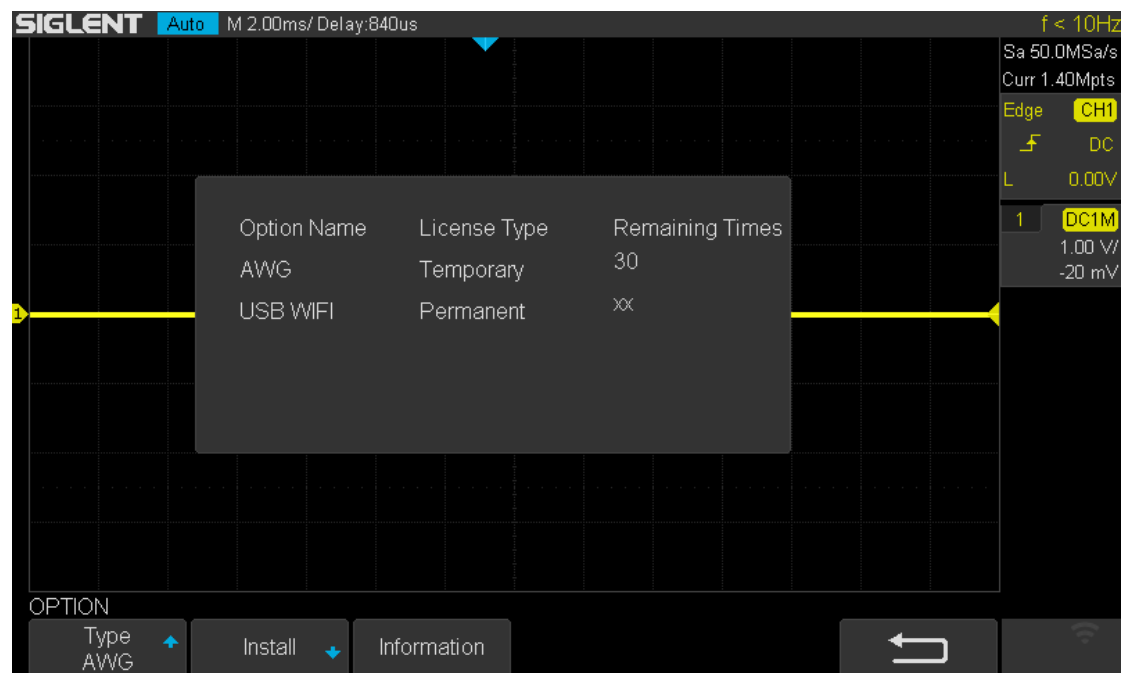 SIGLENT Auto M 2.00ms/ Delay:840us f < 10Hz
Sa 50.0MSa/s
Curr 1.40Mpts
Edge CH1
DC
L 0.00V
1 DC1M
1.00 V/
-20 mV
Option Name License Type Remaining Times
AWG Temporary 30
USB WIFI Permanent xx
1
OPTION
Type
AWG
Install
Information